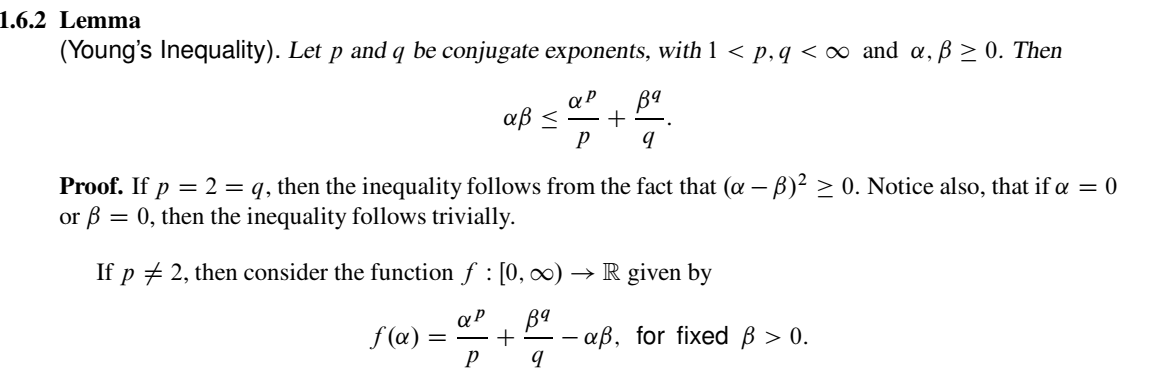 1.6.2 Lemma
(Young's Inequality). Let p and q be conjugate exponents, with 1 < p, q < ∞ and α, β ≥ 0. Then
αβ ≤ α^p/p + β^q/q.
Proof. If p = 2 = q, then the inequality follows from the fact that (α − β)² ≥ 0. Notice also, that if α = 0
or β = 0, then the inequality follows trivially.
If p ≠ 2, then consider the function f : [0, ∞) → ℝ given by
f(α) = α^p/p + β^q/q − αβ, for fixed β > 0.